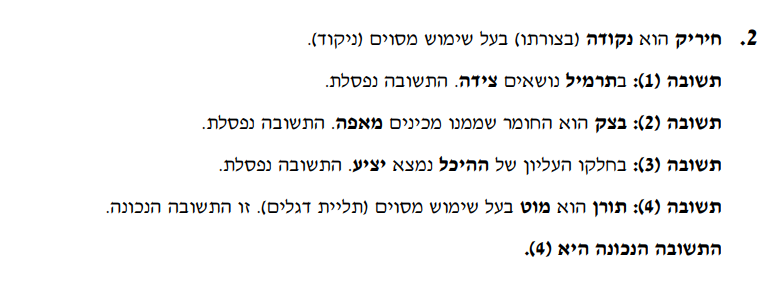 2. חיריק הוא נקודה (בצורתו) בעל שימוש מסוים (ניקוד).
תשובה (1): בתרמיל נושאים צידה. התשובה נפסלת.
תשובה (2): בצק הוא החומר שממנו מכינים מאפה. התשובה נפסלת.
תשובה (3): בחלקו העליון של ההיכל נמצא יציע. התשובה נפסלת.
תשובה (4): תורן הוא מוט בעל שימוש מסוים (תליית דגלים). זו התשובה הנכונה.
התשובה הנכונה היא (4).